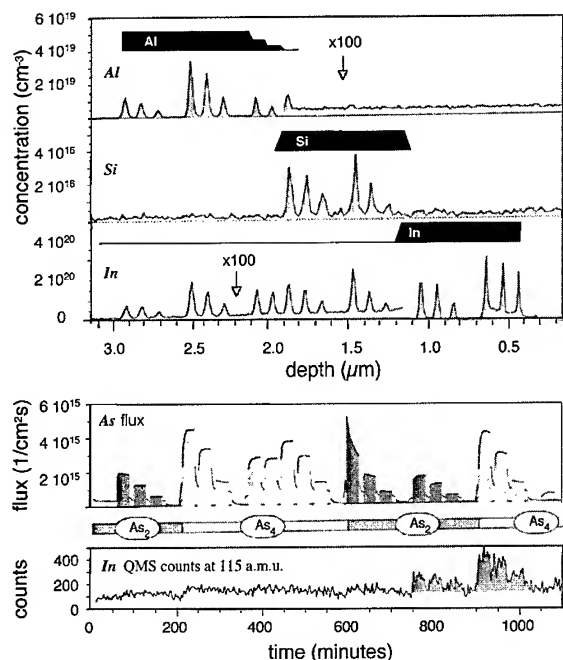 concentration (cm-3)
6 10^19
4 10^19
2 10^19
Al
Al
x100
4 10^16
2 10^16
Si
Si
4 10^20
2 10^20
0
In
x100
In
3.0 2.5 2.0 1.5 1.0 0.5
depth (µm)
flux (1/cm²s)
6 10^15
4 10^15
2 10^15
As flux
As2 As4 As2 As4
counts
400
200
0
In QMS counts at 115 a.m.u.
0 200 400 600 800 1000
time (minutes)